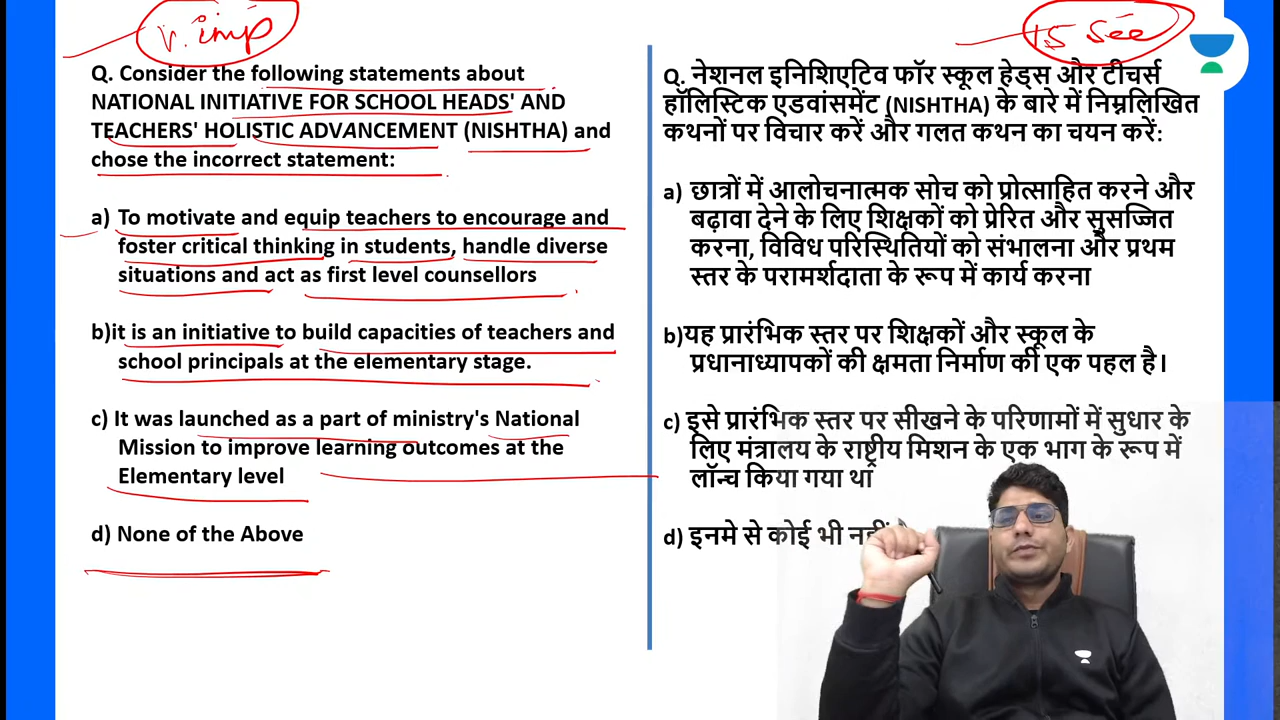 v. imp
15 See
Q. Consider the following statements about
NATIONAL INITIATIVE FOR SCHOOL HEADS' AND
TEACHERS' HOLISTIC ADVANCEMENT (NISHTHA) and
chose the incorrect statement:
a) To motivate and equip teachers to encourage and
foster critical thinking in students, handle diverse
situations and act as first level counsellors
b)it is an initiative to build capacities of teachers and
school principals at the elementary stage.
c) It was launched as a part of ministry's National
Mission to improve learning outcomes at the
Elementary level
d) None of the Above
Q. नेशनल इनिशिएटिव फॉर स्कूल हेड्स और टीचर्स
हॉलिस्टिक एडवांसमेंट (NISHTHA) के बारे में निम्नलिखित
कथनों पर विचार करें और गलत कथन का चयन करें:
a) छात्रों में आलोचनात्मक सोच को प्रोत्साहित करने और
बढ़ावा देने के लिए शिक्षकों को प्रेरित और सुसज्जित
करना, विविध परिस्थितियों को संभालना और प्रथम
स्तर के परामर्शदाता के रूप में कार्य करना
b)यह प्रारंभिक स्तर पर शिक्षकों और स्कूल के
प्रधानाध्यापकों की क्षमता निर्माण की एक पहल है।
c) इसे प्रारंभिक स्तर पर सीखने के परिणामों में सुधार के
लिए मंत्रालय के राष्ट्रीय मिशन के एक भाग के रूप में
लॉन्च किया गया था
d) इनमे से कोई भी नहीं